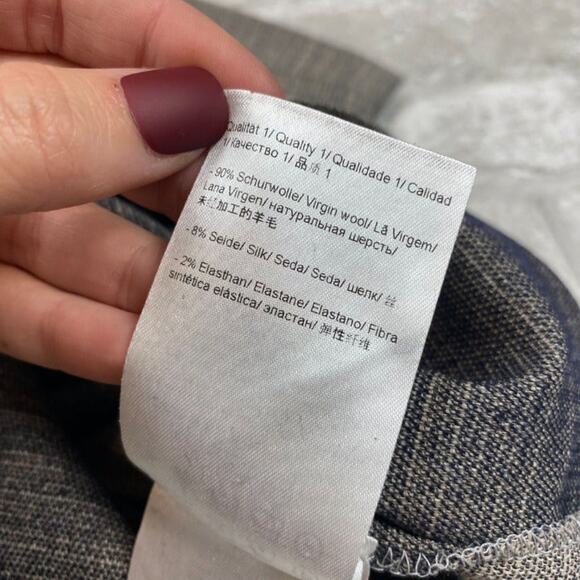 Qualität 1/ Quality 1/ Qualidade 1/ Calidad
1/ Качество 1/ 品质 1
- 90% Schurwolle/ Virgin wool/ Lã Virgem/
Lana Virgen/ натуральная шерсть/
未经加工的羊毛
- 8% Seide/ Silk/ Seda/ Seda/ шелк/ 丝
- 2% Elasthan/ Elastane/ Elastano/ Fibra
sintética elástica/ эластан/ 弹性纤维